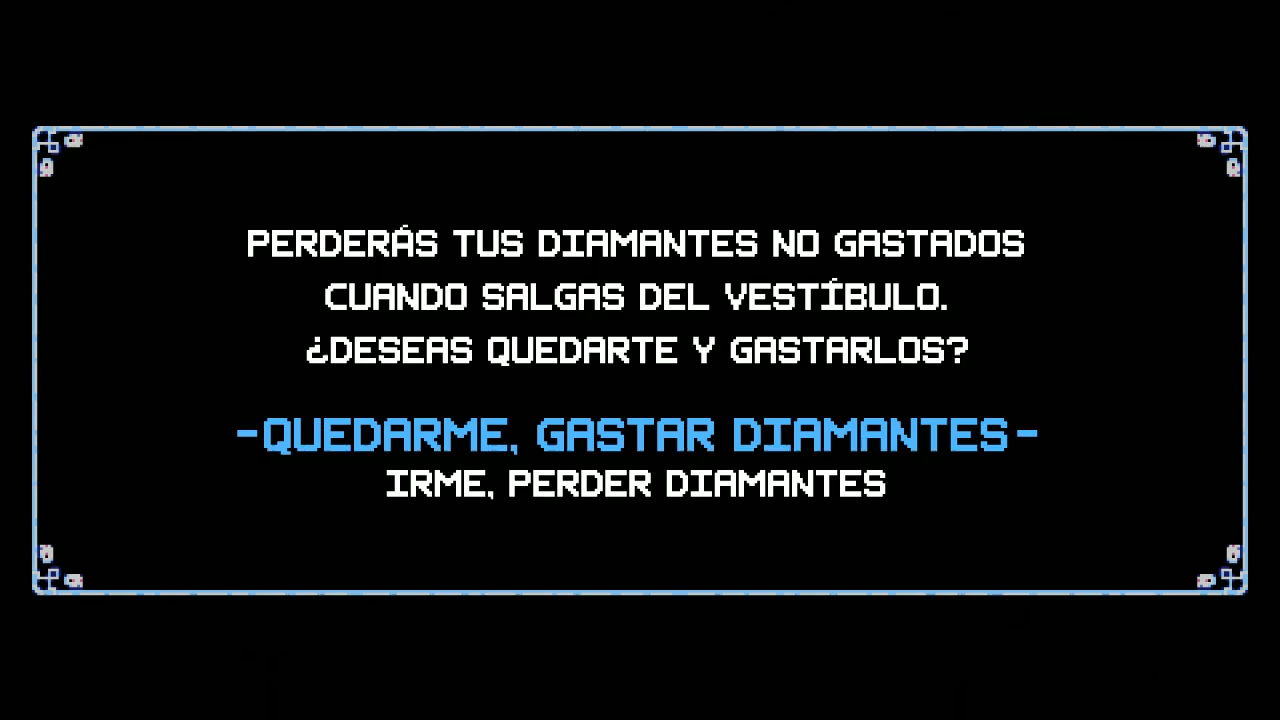 PERDERÁS TUS DIAMANTES NO GASTADOS
CUANDO SALGAS DEL VESTÍBULO.
¿DESEAS QUEDARTE Y GASTARLOS?
-QUEDARME, GASTAR DIAMANTES-
IRME, PERDER DIAMANTES